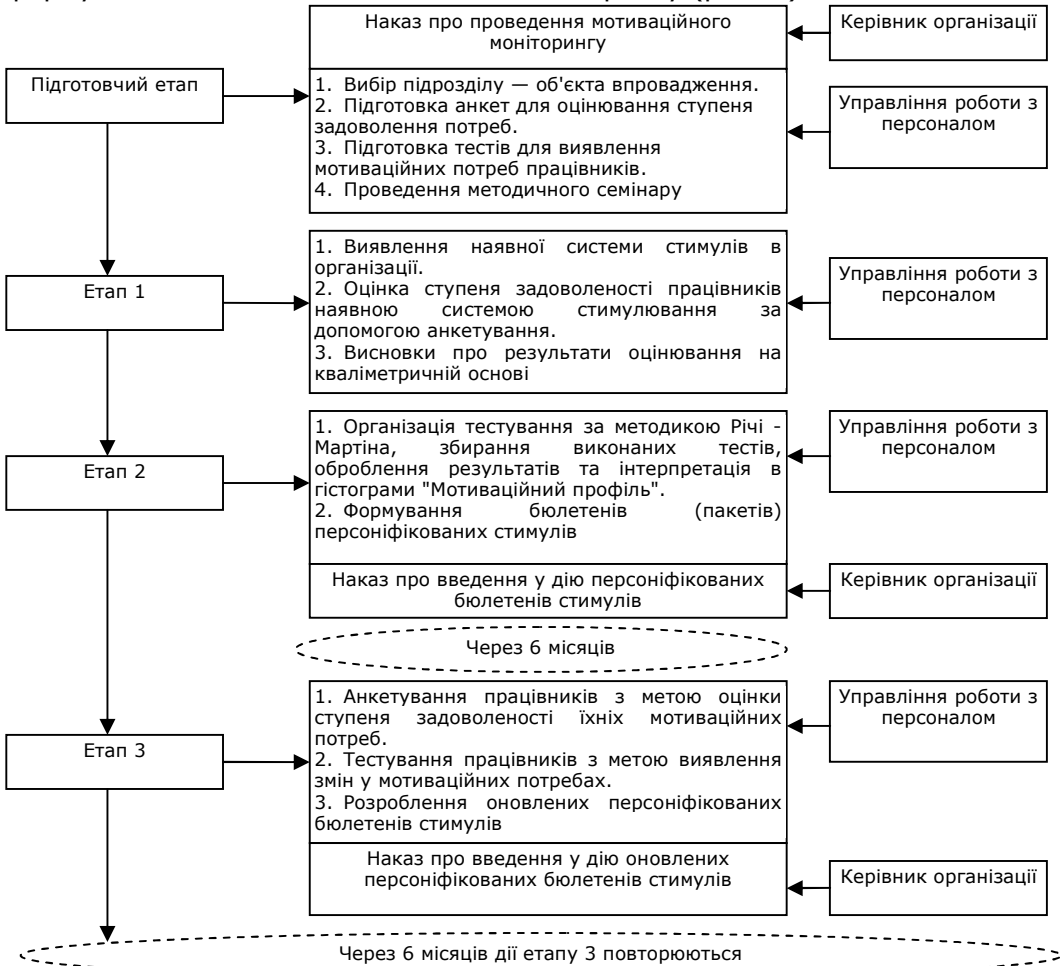 Наказ про проведення мотиваційного
моніторингу
Керівник організації
Підготовчий етап
1. Вибір підрозділу — об'єкта впровадження.
2. Підготовка анкет для оцінювання ступеня
задоволення потреб.
3. Підготовка тестів для виявлення
мотиваційних потреб працівників.
4. Проведення методичного семінару
Управління роботи з
персоналом
Етап 1
1. Виявлення наявної системи стимулів в
організації.
2. Оцінка ступеня задоволеності працівників
наявною системою стимулювання за
допомогою анкетування.
3. Висновки про результати оцінювання на
кваліметричній основі
Управління роботи з
персоналом
Етап 2
1. Організація тестування за методикою Річі -
Мартіна, збирання виконаних тестів,
оброблення результатів та інтерпретація в
гістограми "Мотиваційний профіль".
2. Формування бюлетенів (пакетів)
персоніфікованих стимулів
Управління роботи з
персоналом
Наказ про введення у дію персоніфікованих
бюлетенів стимулів
Керівник організації
Через 6 місяців
Етап 3
1. Анкетування працівників з метою оцінки
ступеня задоволеності їхніх мотиваційних
потреб.
2. Тестування працівників з метою виявлення
змін у мотиваційних потребах.
3. Розроблення оновлених персоніфікованих
бюлетенів стимулів
Управління роботи з
персоналом
Наказ про введення у дію оновлених
персоніфікованих бюлетенів стимулів
Керівник організації
Через 6 місяців дії етапу 3 повторюються